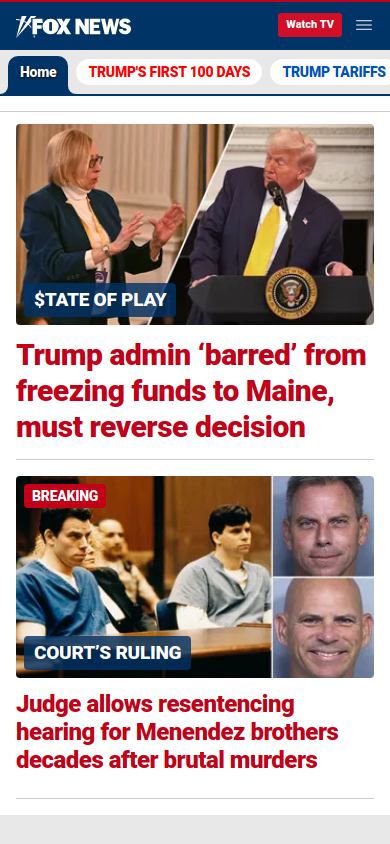 FOX NEWS
Watch TV
Home
TRUMP'S FIRST 100 DAYS
TRUMP TARIFFS
$TATE OF PLAY
Trump admin ‘barred’ from
freezing funds to Maine,
must reverse decision
BREAKING
COURT’S RULING
Judge allows resentencing
hearing for Menendez brothers
decades after brutal murders